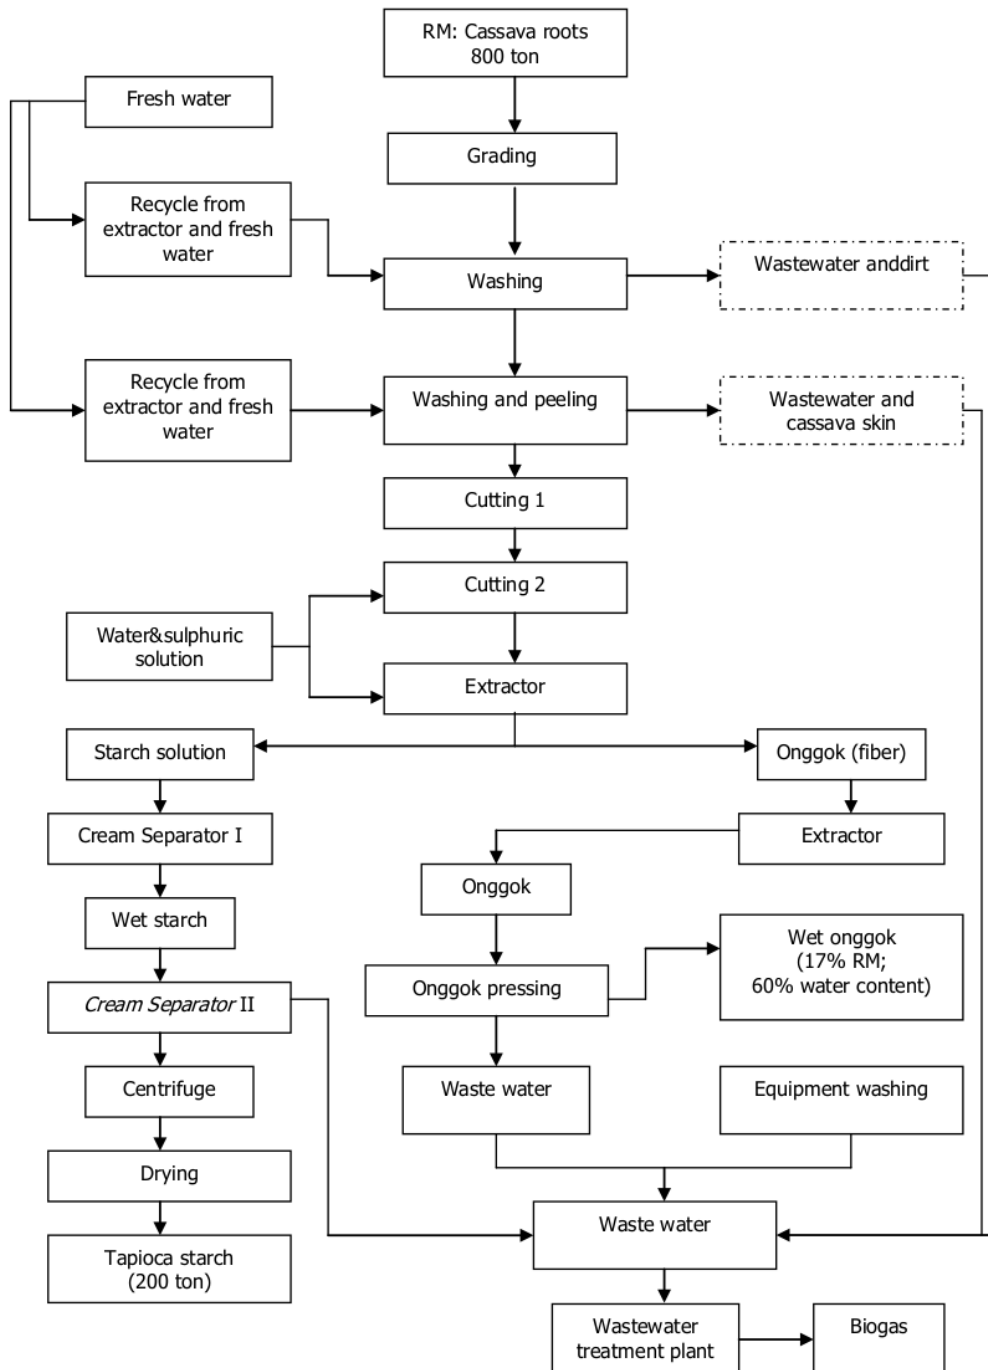 RM: Cassava roots
800 ton
Fresh water
Grading
Recycle from
extractor and fresh
water
Washing
Wastewater anddirt
Recycle from
extractor and fresh
water
Washing and peeling
Wastewater and
cassava skin
Cutting 1
Cutting 2
Water&sulphuric
solution
Extractor
Starch solution
Onggok (fiber)
Cream Separator I
Extractor
Onggok
Wet starch
Wet onggok
(17% RM;
60% water content)
Onggok pressing
Cream Separator II
Centrifuge
Waste water
Equipment washing
Drying
Waste water
Tapioca starch
(200 ton)
Wastewater
treatment plant
Biogas